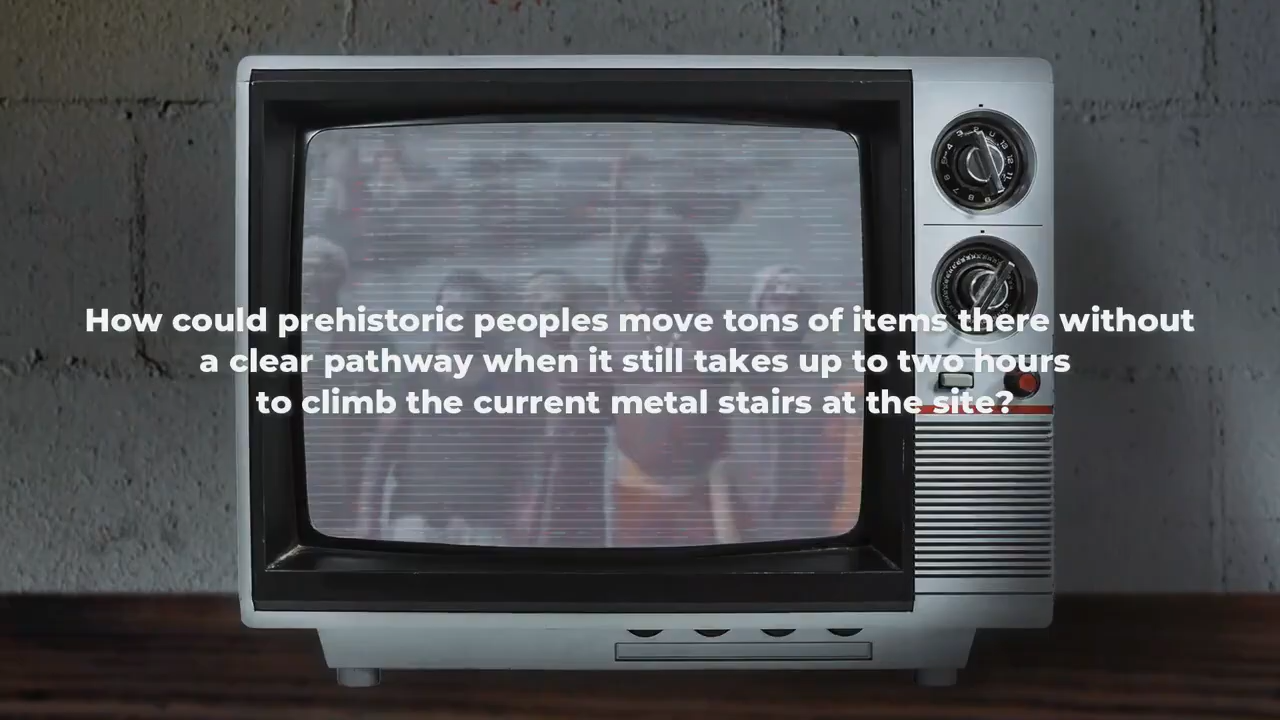 How could prehistoric peoples move tons of items there without
a clear pathway when it still takes up to two hours
to climb the current metal stairs at the site?